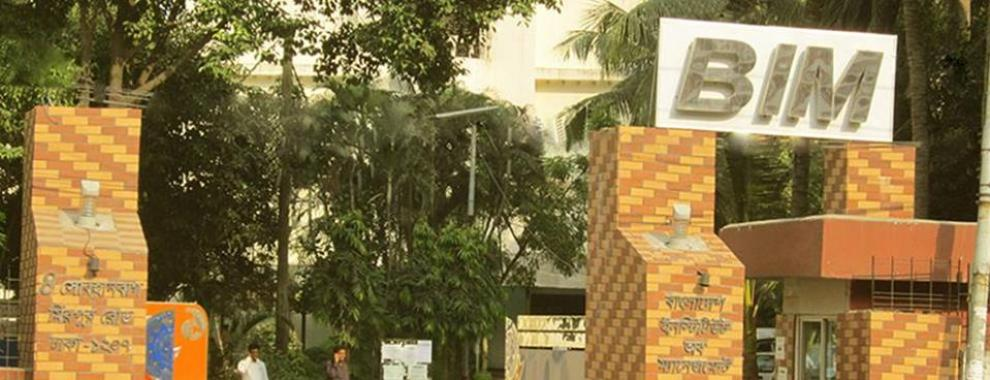 BIM
৪ সোবহানবাগ
মিরপুর রোড
ঢাকা-১২০৭
বাংলাদেশ
ইনস্টিটিউট
অব
ম্যানেজমেন্ট